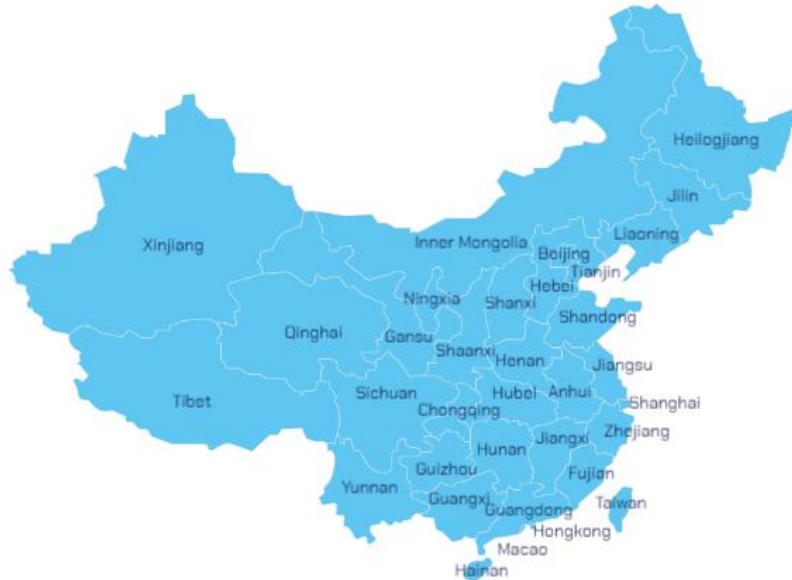 Heilogjiang
Jilin
Liaoning
Inner Mongolia
Xinjiang
Beijing
Tianjin
Hebei
Ningxia
Shanxi
Shandong
Qinghai
Gansu
Shaanxi
Henan
Jiangsu
Sichuan
Hubei
Anhui
Tibet
Chongqing
Shanghai
Zhejiang
Jiangxi
Hunan
Guizhou
Fujian
Yunnan
Guangxi
Guangdong
Taiwan
Hongkong
Macao
Hainan